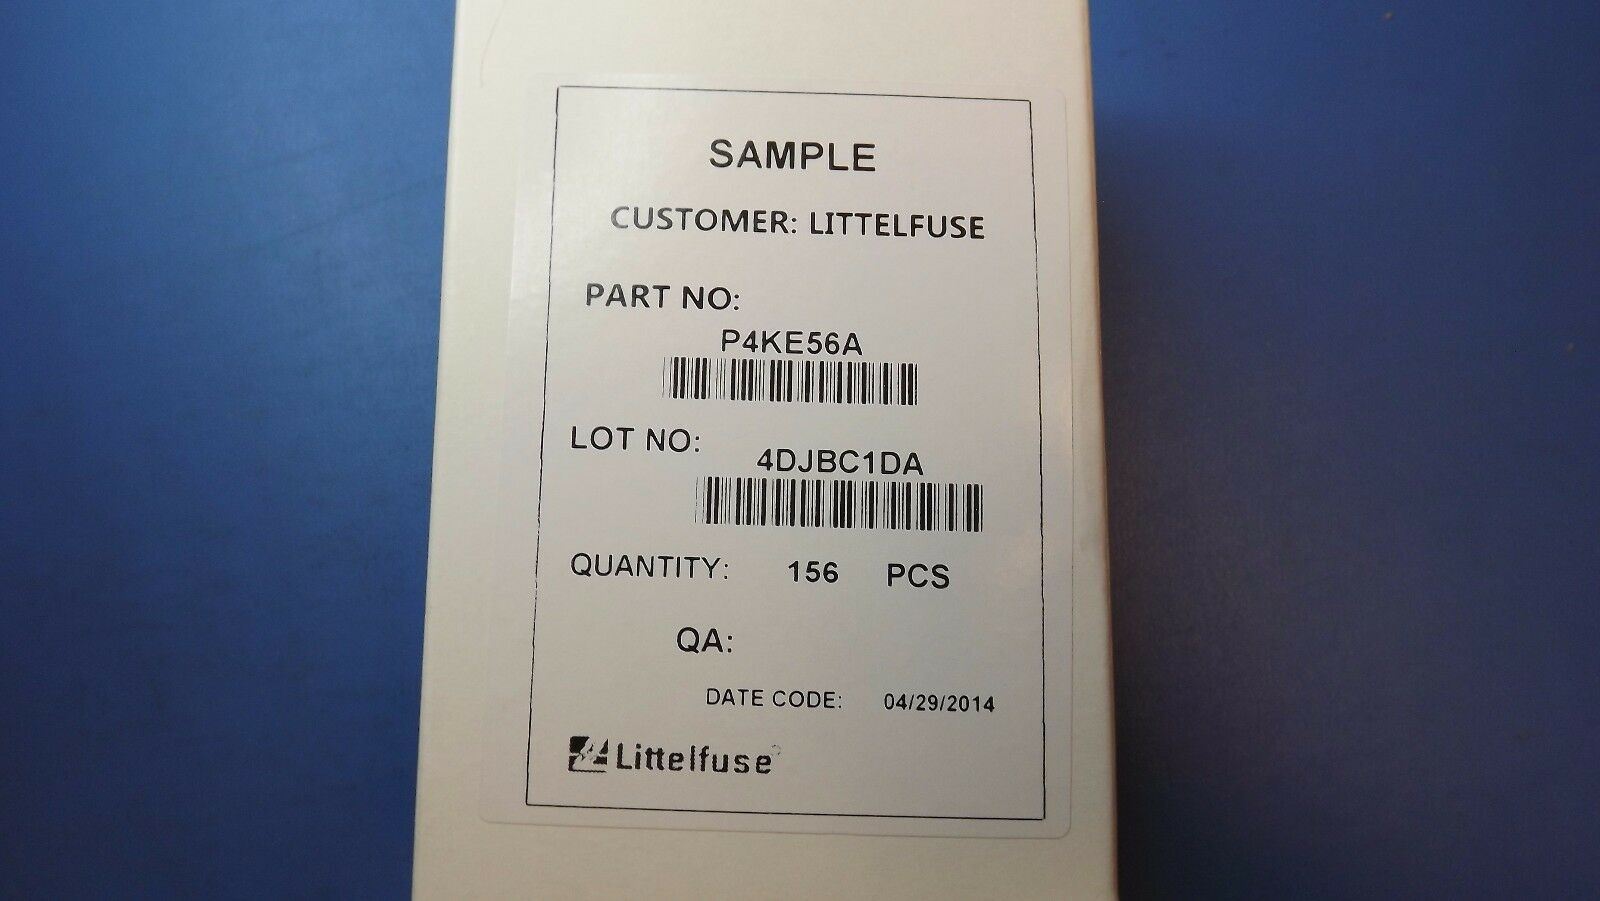 SAMPLE
CUSTOMER: LITTELFUSE
PART NO:
P4KE56A
LOT NO:
4DJBC1DA
QUANTITY: 156 PCS
QA:
DATE CODE: 04/29/2014
Littelfuse®